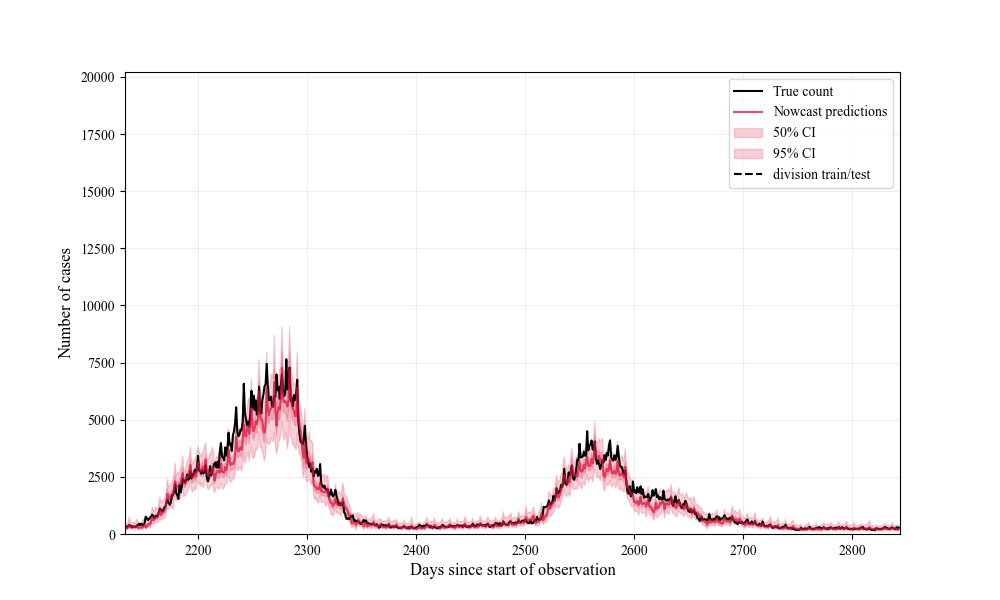 20000
17500
15000
12500
10000
7500
5000
2500
0
Number of cases
2200
2300
2400
2500
2600
2700
2800
Days since start of observation
True count
Nowcast predictions
50% CI
95% CI
division train/test